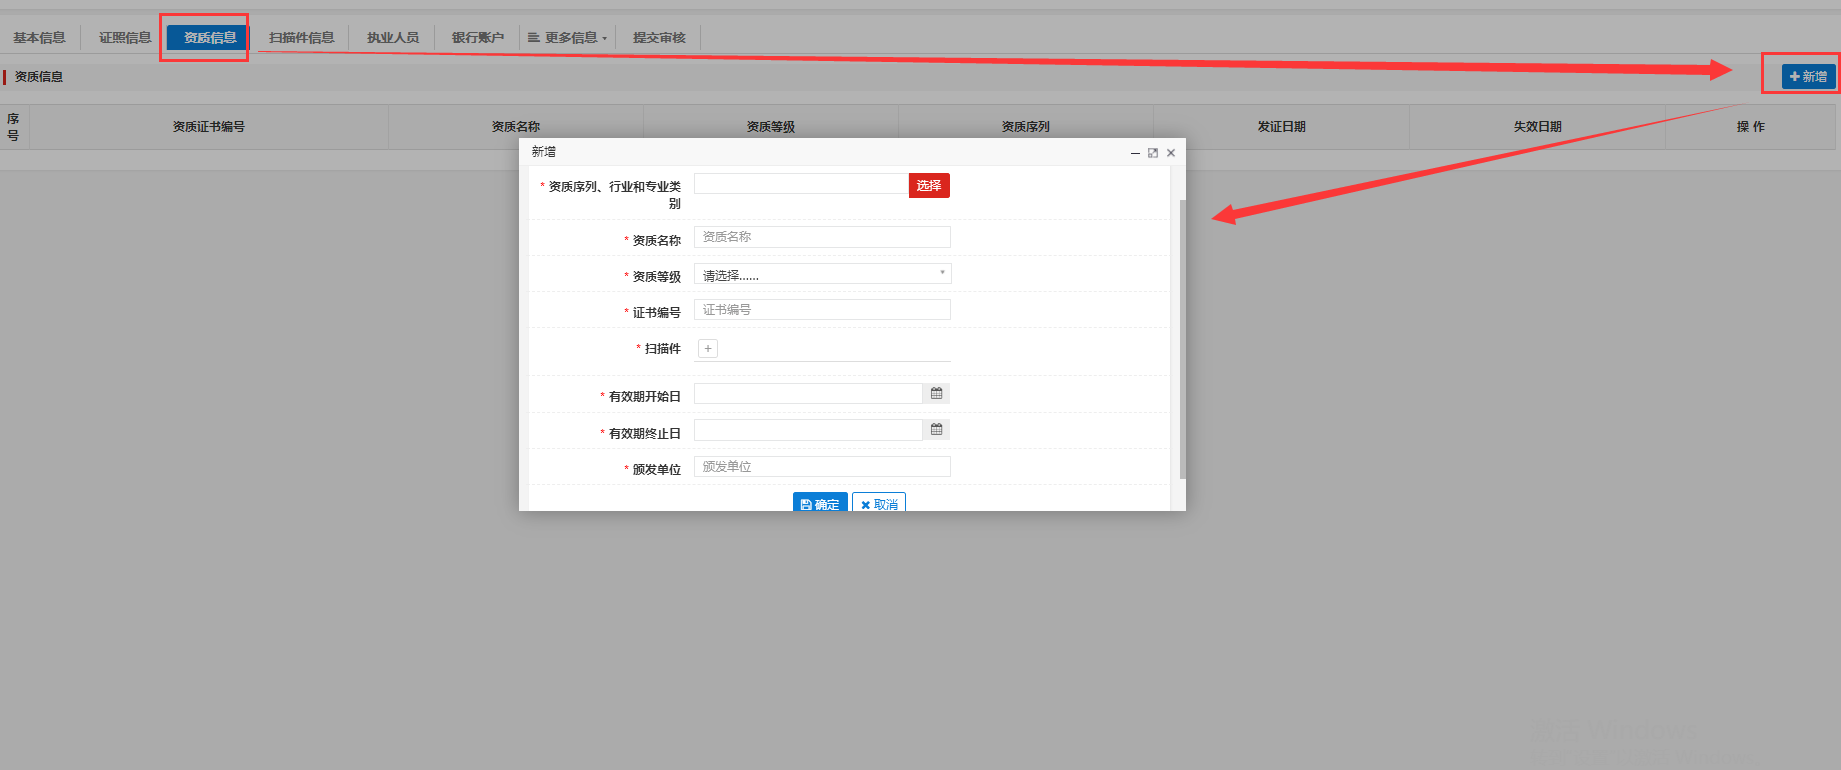 基本信息 证照信息 资质信息 扫描件信息 执业人员 银行账户 更多信息 提交审核
资质信息 新增
序号 资质证书编号 资质名称 资质等级 资质序列 发证日期 失效日期 操 作
新增
* 资质序列、行业和专业类 选择
别
* 资质名称 资质名称
* 资质等级 请选择......
* 证书编号 证书编号
* 扫描件 +
* 有效期开始日
* 有效期终止日
* 颁发单位 颁发单位
确定 取消